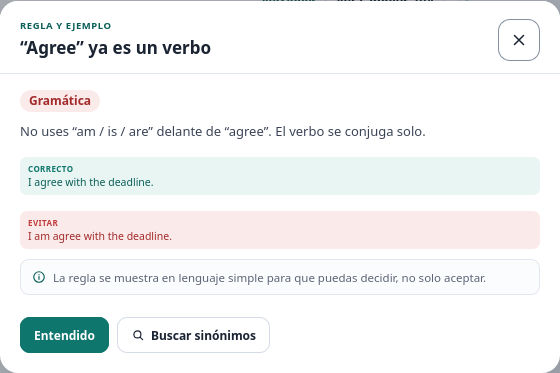 REGLA Y EJEMPLO
“Agree” ya es un verbo
Gramática
No uses “am / is / are” delante de “agree”. El verbo se conjuga solo.
CORRECTO
I agree with the deadline.
EVITAR
I am agree with the deadline.
La regla se muestra en lenguaje simple para que puedas decidir, no solo aceptar.
Entendido
Buscar sinónimos